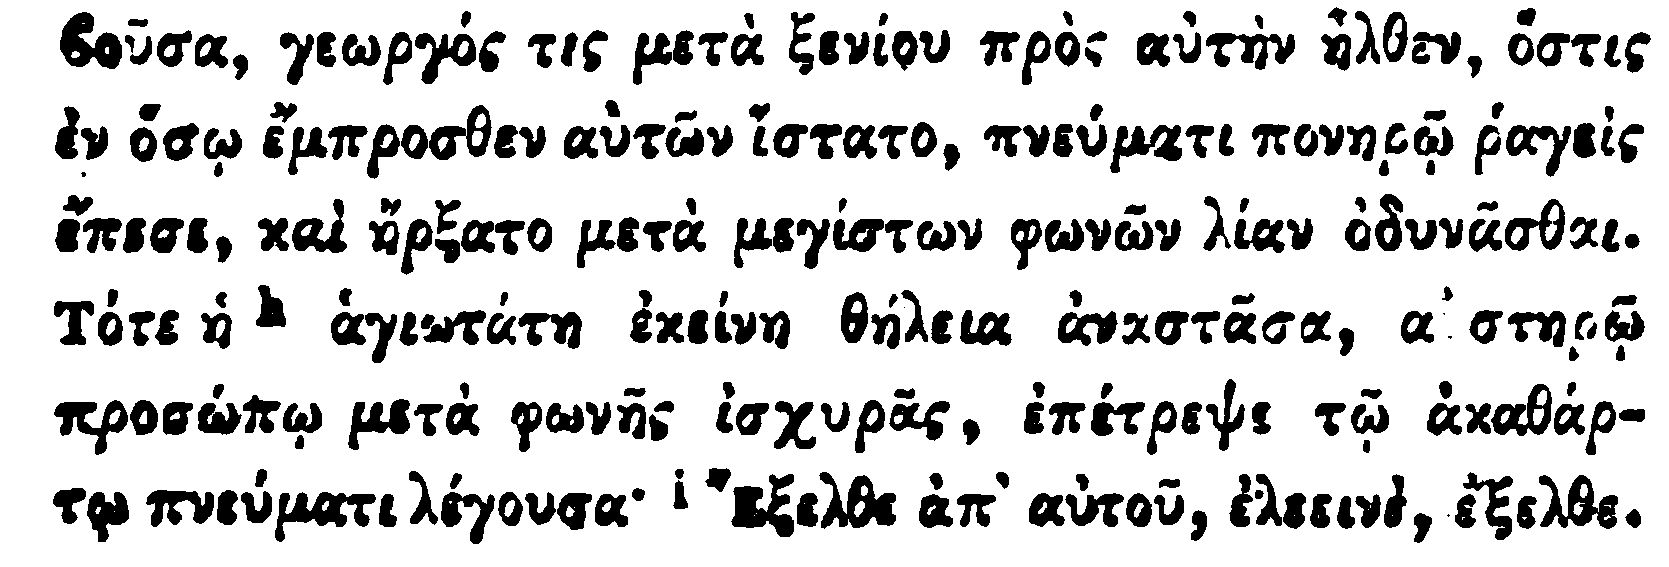 βοῦσα, γεωργός τις μετὰ ξενίου πρὸς αὐτὴν ἦλθεν, ὅστις
ἐν ὅσῳ ἔμπροσθεν αὐτῶν ἵστατο, πνεύματι πονηρῷ ῥαγεὶς
ἔπεσε, καὶ ἤρξατο μετὰ μεγίστων φωνῶν λίαν ὀδυνᾶσθαι.
Τότε ἡ h ἁγιωτάτη ἐκείνη θήλεια ἀναστᾶσα, αὐστηρῷ
προσώπῳ μετὰ φωνῆς ἰσχυρᾶς, ἐπέτρεψε τῷ ἀκαθάρ-
τῳ πνεύματι λέγουσα· i Ἔξελθε ἀπ' αὐτοῦ, ἐλεεινὲ, ἔξελθε.